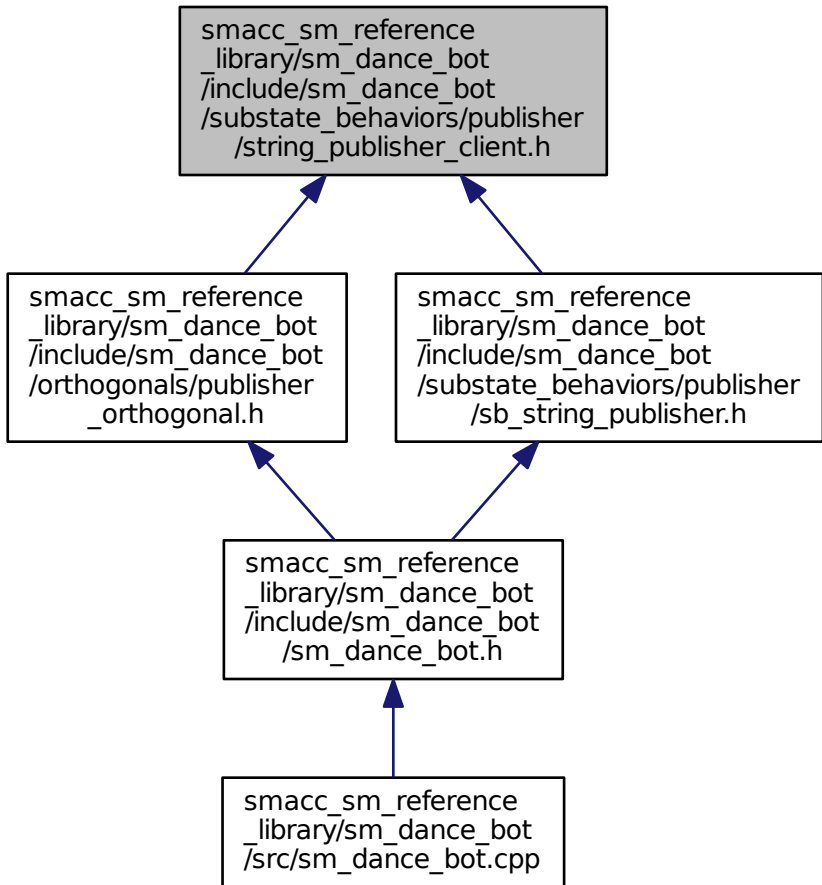 smacc_sm_reference
_library/sm_dance_bot
/include/sm_dance_bot
/substate_behaviors/publisher
/string_publisher_client.h
smacc_sm_reference
_library/sm_dance_bot
/include/sm_dance_bot
/orthogonals/publisher
_orthogonal.h
smacc_sm_reference
_library/sm_dance_bot
/include/sm_dance_bot
/substate_behaviors/publisher
/sb_string_publisher.h
smacc_sm_reference
_library/sm_dance_bot
/include/sm_dance_bot
/sm_dance_bot.h
smacc_sm_reference
_library/sm_dance_bot
/src/sm_dance_bot.cpp